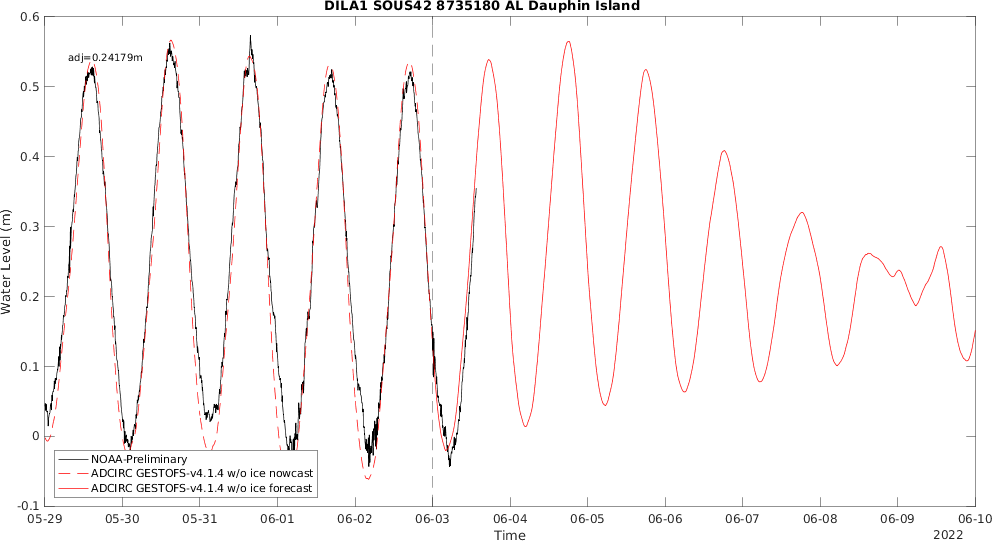 DILA1 SOUS42 8735180 AL Dauphin Island
adj=0.24179m
0.6
0.5
0.4
0.3
0.2
0.1
0
-0.1
Water Level (m)
NOAA-Preliminary
ADCIRC GESTOFS-v4.1.4 w/o ice nowcast
ADCIRC GESTOFS-v4.1.4 w/o ice forecast
05-29 05-30 05-31 06-01 06-02 06-03 06-04 06-05 06-06 06-07 06-08 06-09 06-10
Time
2022